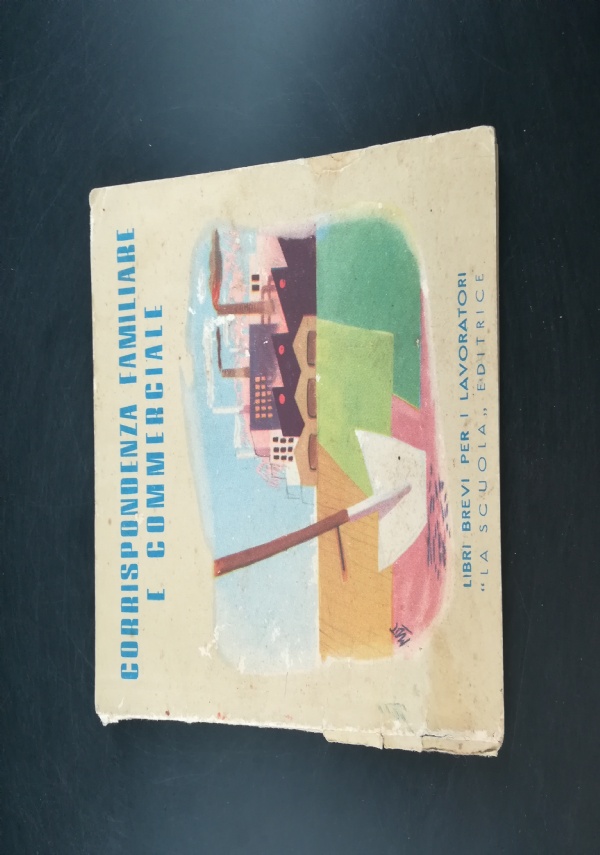 CORRISPONDENZA FAMILIARE
E COMMERCIALE
LIBRI BREVI PER I LAVORATORI
"LA SCUOLA" EDITRICE